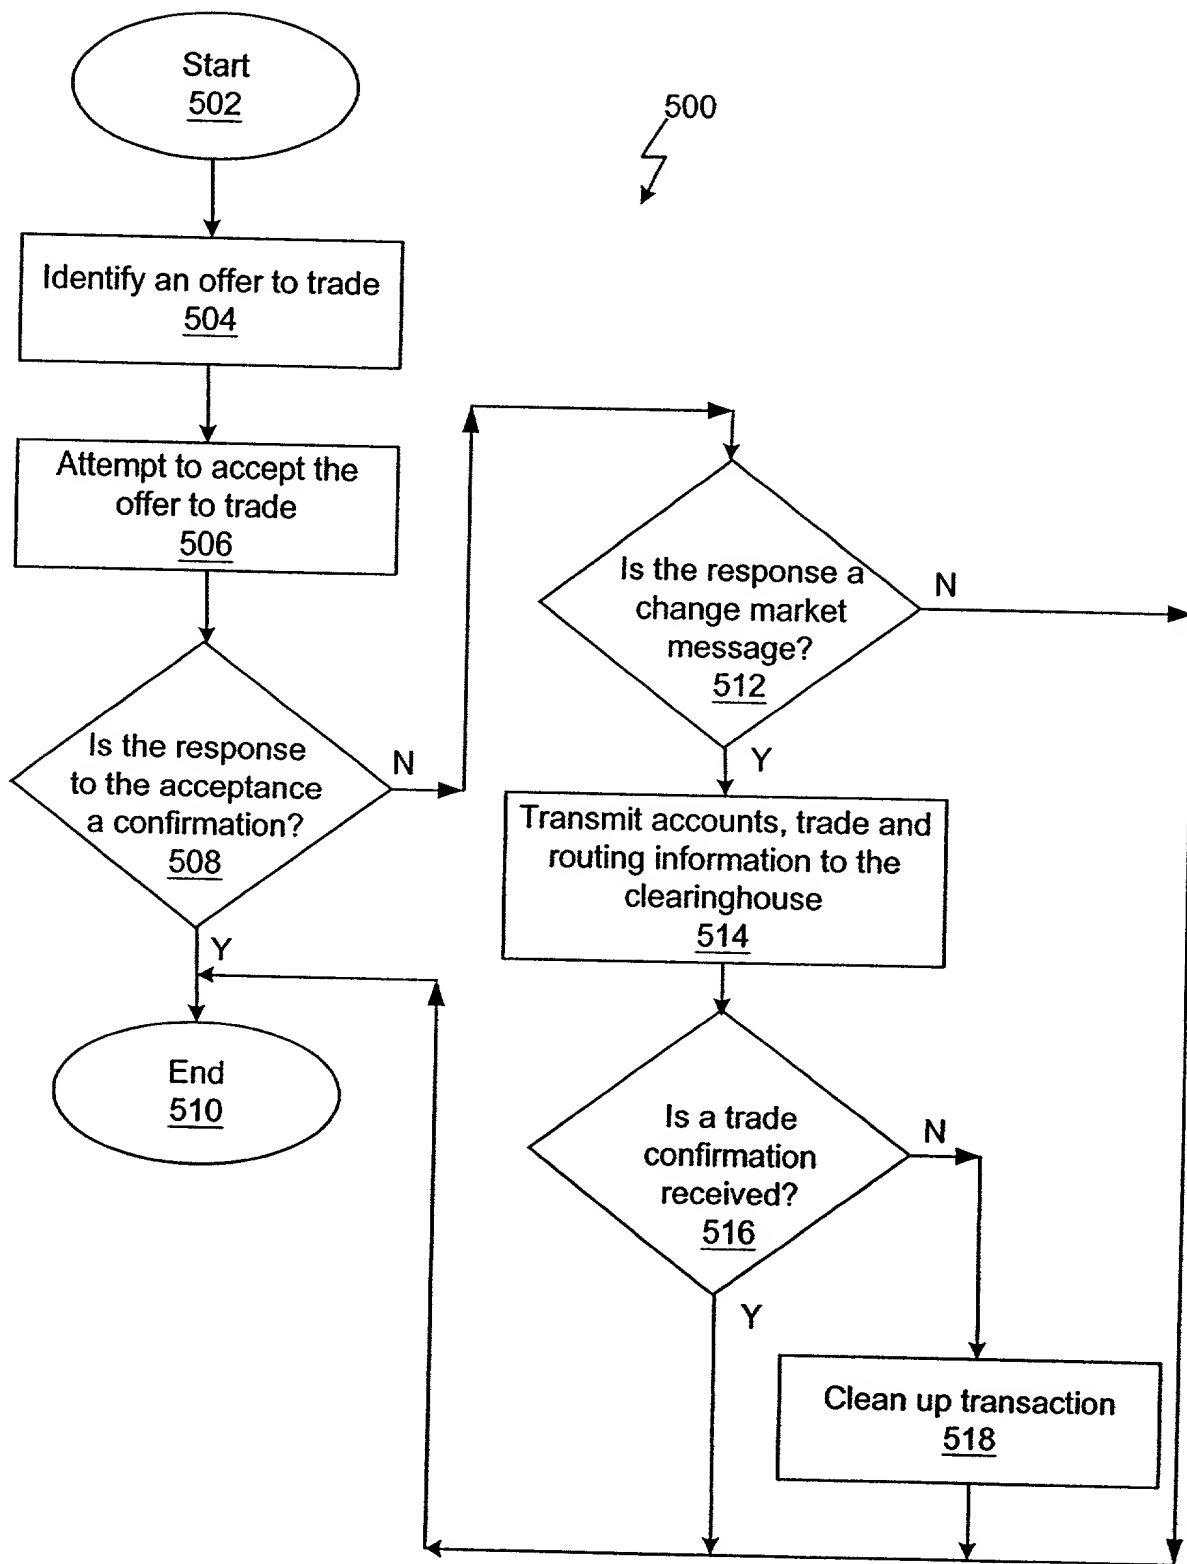 Start
502
500
Identify an offer to trade
504
Attempt to accept the
offer to trade
506
Is the response
to the acceptance
a confirmation?
508
N
Y
End
510
Is the response a
change market
message?
512
N
Y
Transmit accounts, trade and
routing information to the
clearinghouse
514
Is a trade
confirmation
received?
516
N
Y
Clean up transaction
518